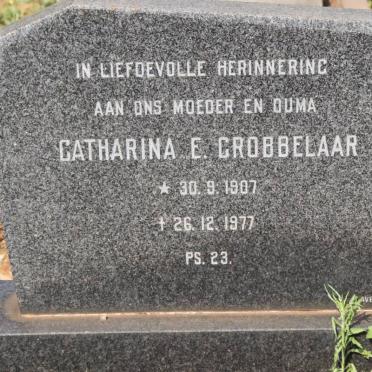 IN LIEFDEVOLLE HERINNERING
AAN ONS MOEDER EN OUMA
CATHARINA E. GROBBELAAR
★ 30. 9. 1907
† 26. 12. 1977
PS. 23.